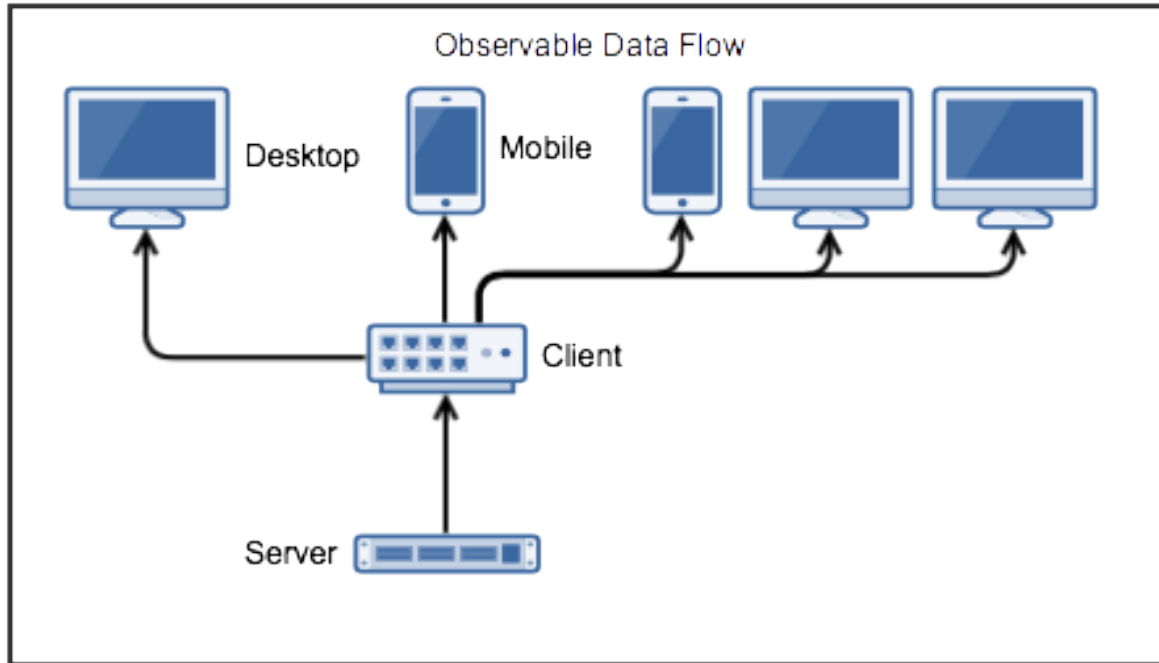 Observable Data Flow
Desktop
Mobile
Client
Server